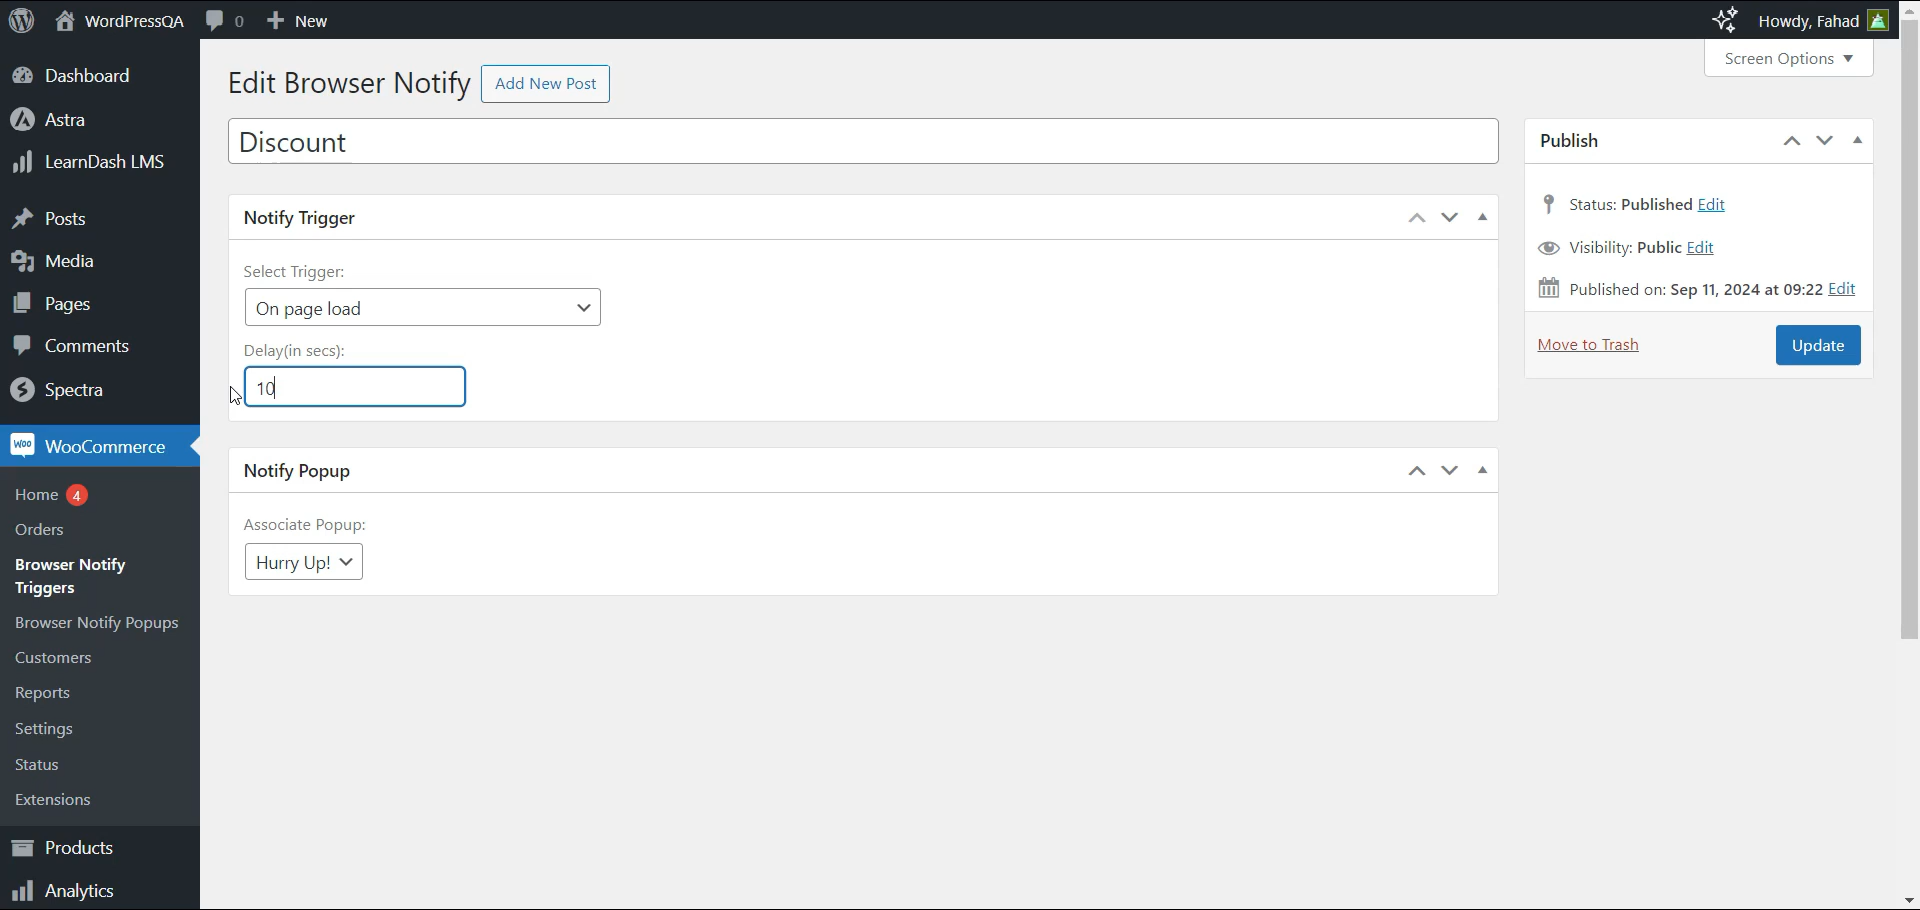 WordPressQA 0 New Howdy, Fahad
Screen Options
Dashboard
Astra
LearnDash LMS
Posts
Media
Pages
Comments
Spectra
Woo WooCommerce
Home 4
Orders
Browser Notify
Triggers
Browser Notify Popups
Customers
Reports
Settings
Status
Extensions
Products
Analytics
Edit Browser Notify Add New Post
Discount
Notify Trigger
Select Trigger:
On page load
Delay(in secs):
10
Notify Popup
Associate Popup:
Hurry Up!
Publish
Status: Published Edit
Visibility: Public Edit
Published on: Sep 11, 2024 at 09:22 Edit
Move to Trash Update